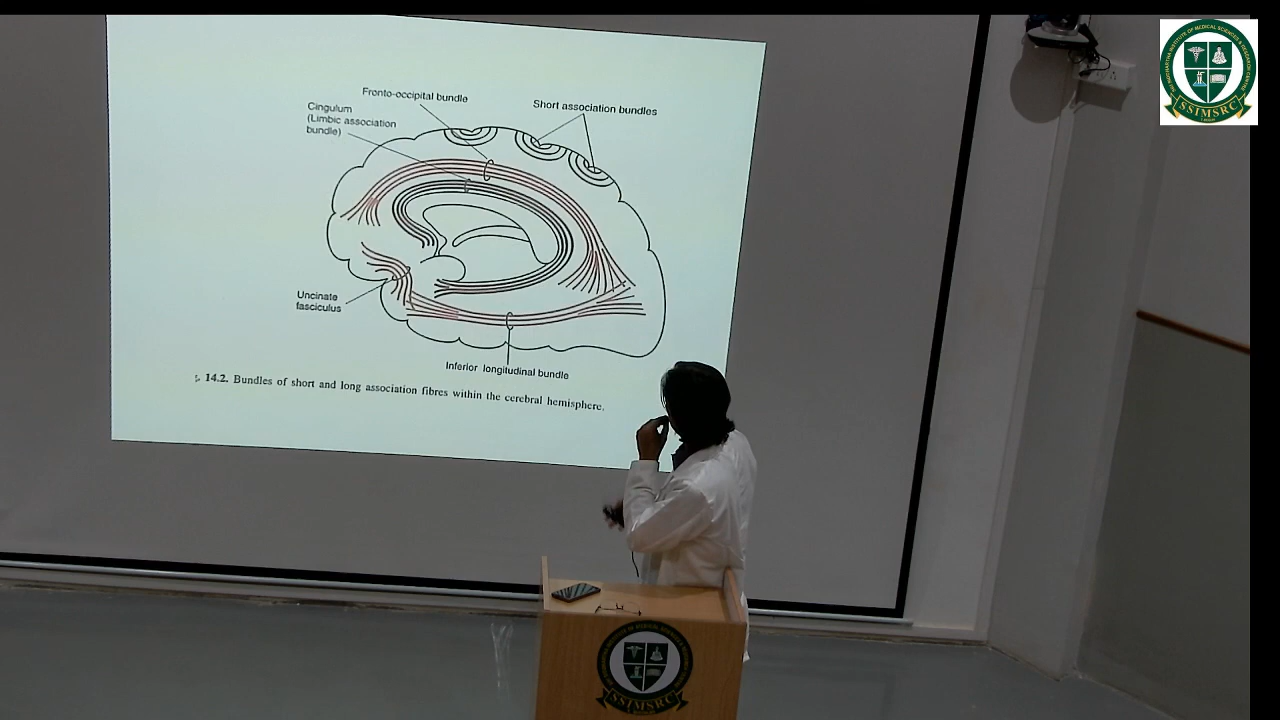 Fronto-occipital bundle
Short association bundles
Cingulum
(Limbic association
bundle)
Uncinate
fasciculus
Inferior longitudinal bundle
14.2. Bundles of short and long association fibres within the cerebral hemisphere.
SSIMSRC
SSIMSRC